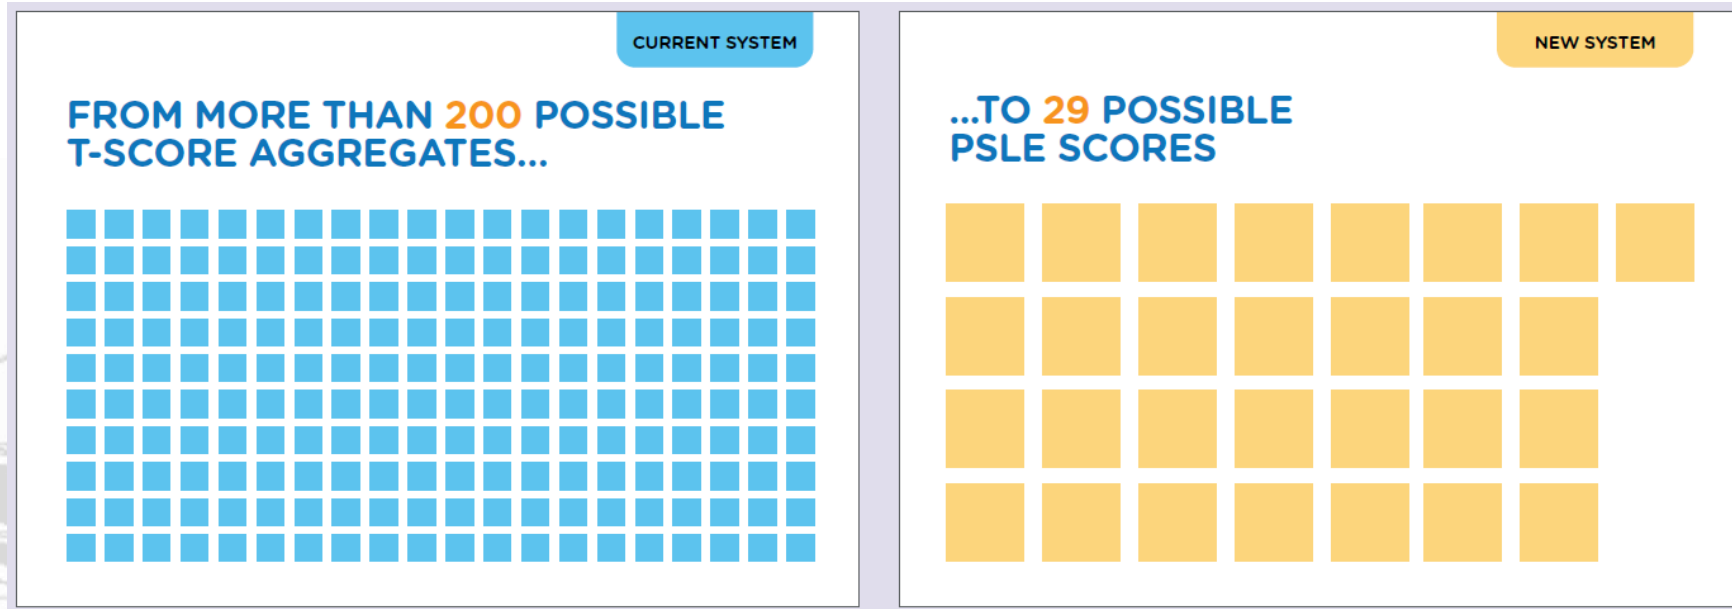 CURRENT SYSTEM
FROM MORE THAN 200 POSSIBLE
T-SCORE AGGREGATES...
NEW SYSTEM
...TO 29 POSSIBLE
PSLE SCORES